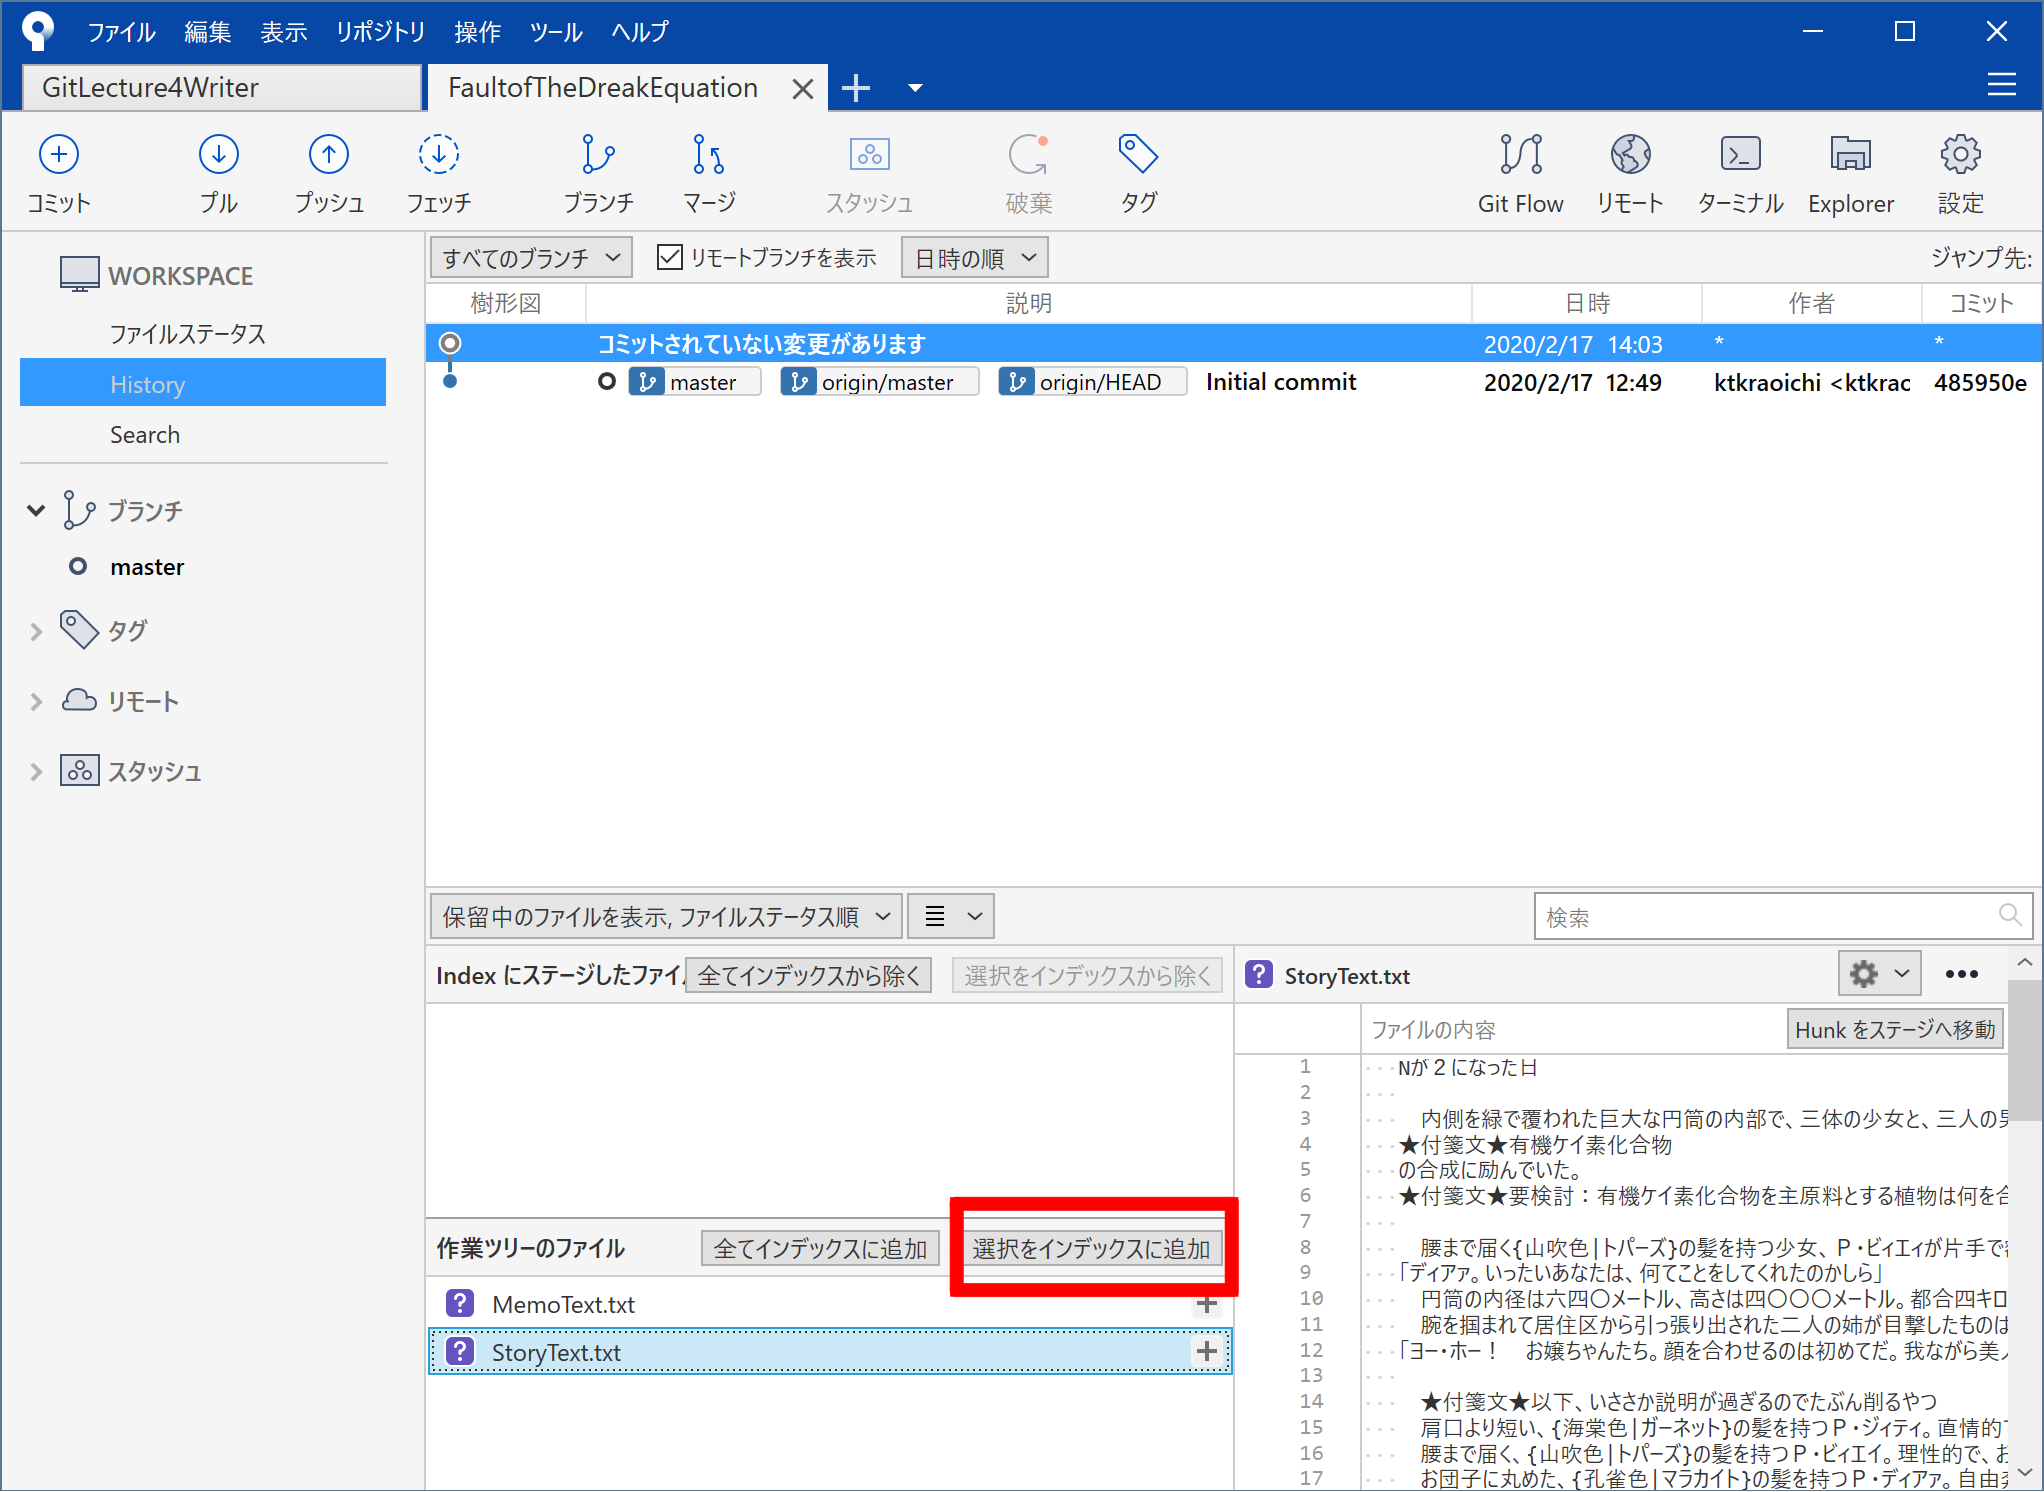 ファイル 編集 表示 リポジトリ 操作 ツール ヘルプ
GitLecture4Writer FaultofTheDreakEquation
コミット プル プッシュ フェッチ ブランチ マージ スタッシュ 破棄 タグ Git Flow リモート ターミナル Explorer 設定
WORKSPACE
ファイルステータス
History
Search
ブランチ
master
タグ
リモート
スタッシュ
すべてのブランチ リモートブランチを表示 日時の順 ジャンプ先:
樹形図 説明 日時 作者 コミット
コミットされていない変更があります 2020/2/17 14:03 * *
master origin/master origin/HEAD Initial commit 2020/2/17 12:49 ktkraoichi <ktkrac 485950e
保留中のファイルを表示, ファイルステータス順 検索
Index にステージしたファイル 全てインデックスから除く 選択をインデックスから除く
作業ツリーのファイル 全てインデックスに追加 選択をインデックスに追加
MemoText.txt
StoryText.txt
StoryText.txt
ファイルの内容 Hunk をステージへ移動
1 Nが２になった日
2
3 内側を緑で覆われた巨大な円筒の内部で、三体の少女と、三人の
4 ★付箋文★有機ケイ素化合物
5 の合成に励んでいた。
6 ★付箋文★要検討：有機ケイ素化合物を主原料とする植物は何を合
7
8 腰まで届く{山吹色|トパーズ}の髪を持つ少女、P・ビィエィが片手で
9 「ディアァ。いったいあなたは、何てことをしてくれたのかしら」
10 円筒の内径は六四〇メートル、高さは四〇〇〇メートル。都合四キロ
11 腕を掴まれて居住区から引っ張り出された二人の姉が目撃したものは
12 「ヨー・ホー！　お嬢ちゃんたち。顔を合わせるのは初めてだ。我ながら美人
13
14 ★付箋文★以下、いささか説明が過ぎるのでたぶん削るやつ
15 肩口より短い、{海棠色|ガーネット}の髪を持つＰ・ジィティ。直情的で
16 腰まで届く、{山吹色|トパーズ}の髪を持つＰ・ビィエイ。理性的で、お
17 お団子に丸めた、{孔雀色|マラカイト}の髪を持つＰ・ディアァ。自由奔